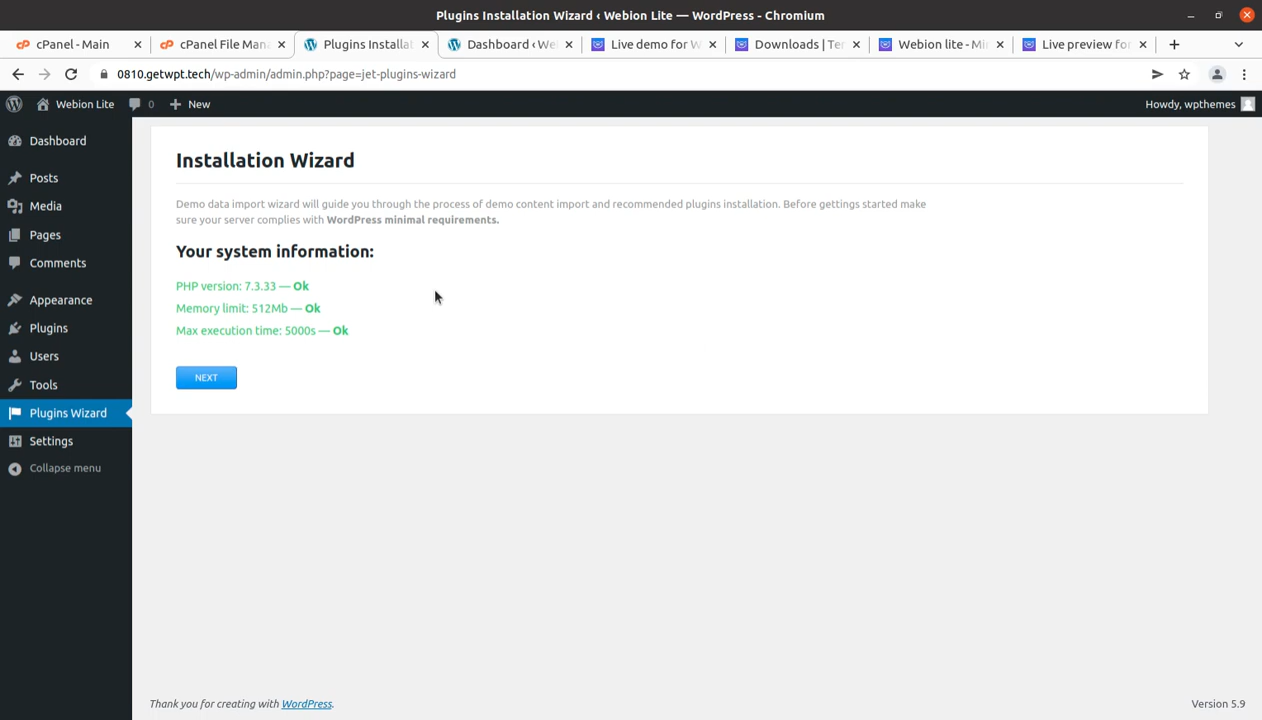 Plugins Installation Wizard ‹ Webion Lite — WordPress - Chromium
cPanel - Main
cPanel File Man
Plugins Installat
Dashboard ‹ We
Live demo for W
Downloads | Te
Webion lite - Mi
Live preview fo
0810.getwpt.tech/wp-admin/admin.php?page=jet-plugins-wizard
Webion Lite
0
New
Howdy, wpthemes
Dashboard
Posts
Media
Pages
Comments
Appearance
Plugins
Users
Tools
Plugins Wizard
Settings
Collapse menu
Installation Wizard
Demo data import wizard will guide you through the process of demo content import and recommended plugins installation. Before gettings started make
sure your server complies with WordPress minimal requirements.
Your system information:
PHP version: 7.3.33 — Ok
Memory limit: 512Mb — Ok
Max execution time: 5000s — Ok
NEXT
Thank you for creating with WordPress.
Version 5.9